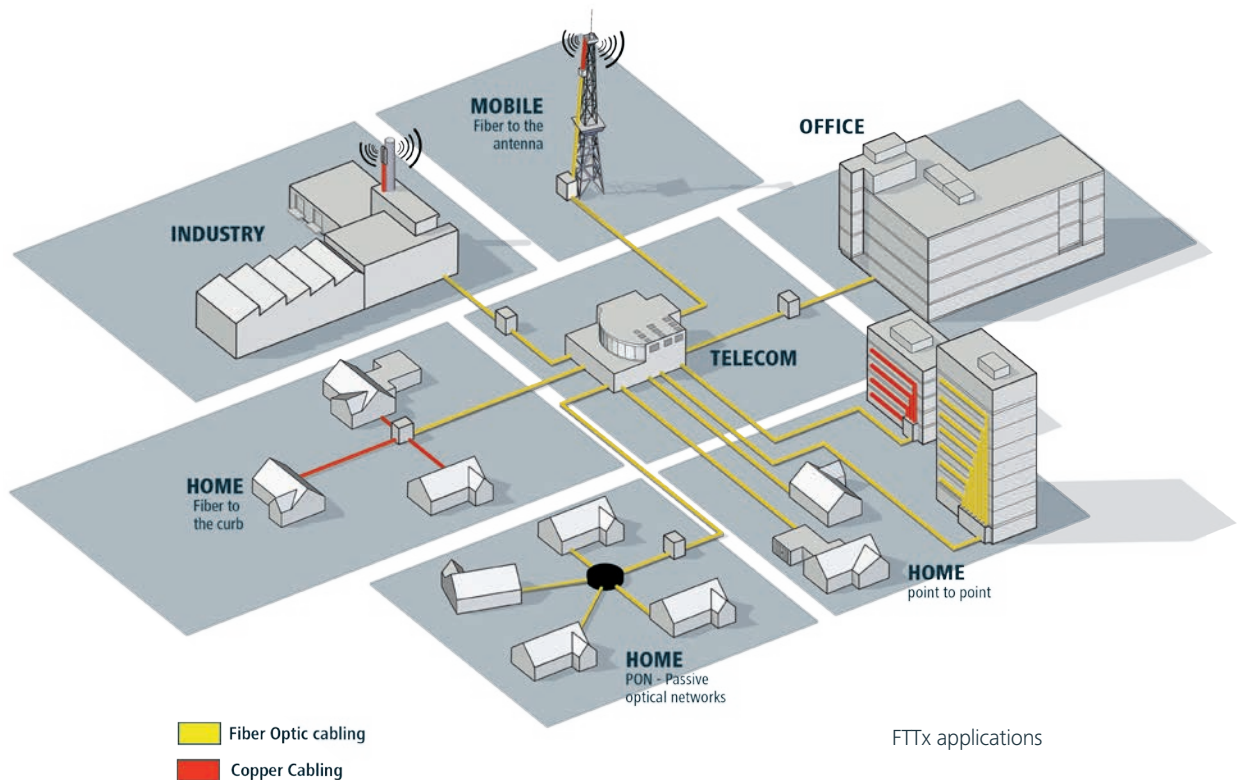 MOBILE
Fiber to the
antenna
OFFICE
INDUSTRY
TELECOM
HOME
Fiber to
the curb
HOME
point to point
HOME
PON - Passive
optical networks
Fiber Optic cabling
FTTx applications
Copper Cabling